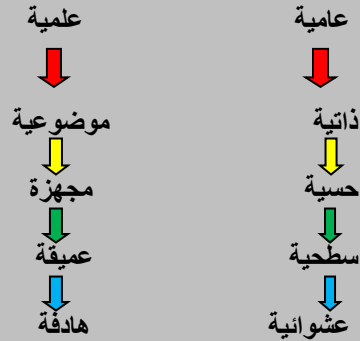 عامية علمية
ذاتية موضوعية
حسية مجهزة
سطحية عميقة
عشوائية هادفة